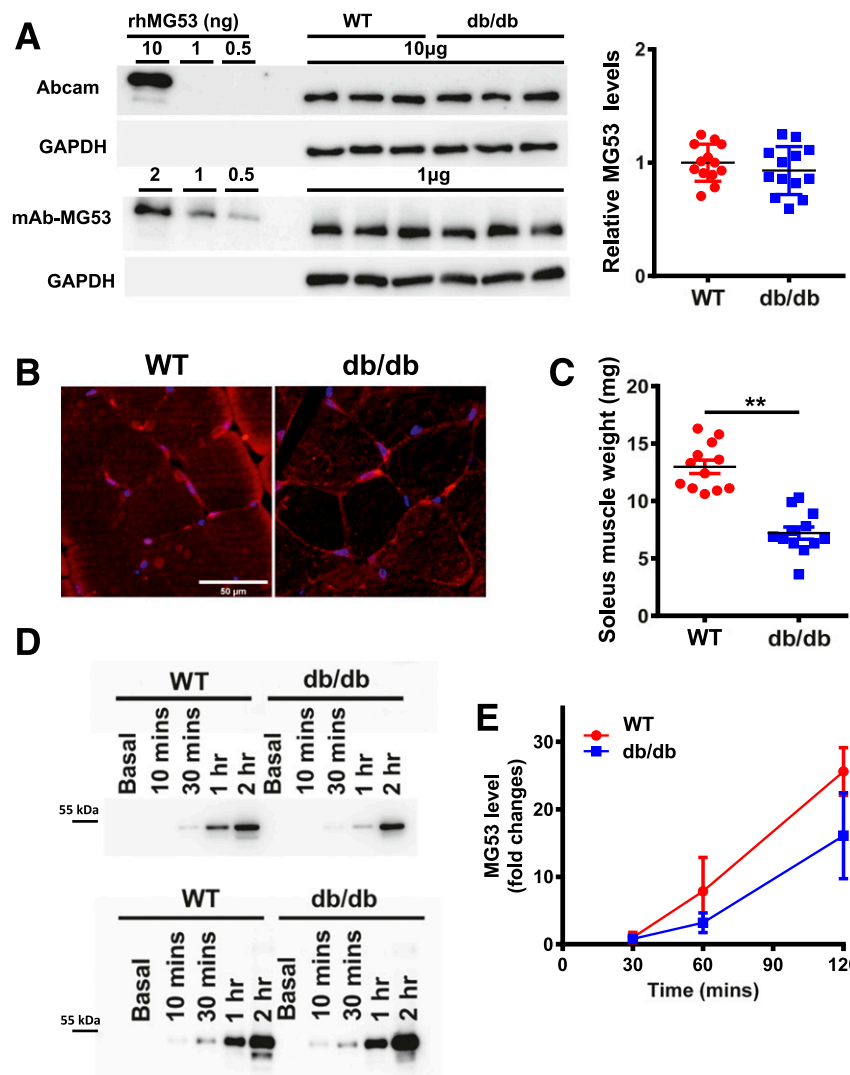 A
rhMG53 (ng)
WT
db/db
10
1
0.5
10µg
Abcam
GAPDH
2
1
0.5
1µg
mAb-MG53
GAPDH
Relative MG53 levels
2
1
0
WT
db/db
B
WT
db/db
50 µm
C
Soleus muscle weight (mg)
20
15
10
5
0
**
WT
db/db
D
WT
db/db
Basal
10 mins
30 mins
1 hr
2 hr
Basal
10 mins
30 mins
1 hr
2 hr
55 kDa
WT
db/db
Basal
10 mins
30 mins
1 hr
2 hr
Basal
10 mins
30 mins
1 hr
2 hr
55 kDa
E
WT
db/db
MG53 level
(fold changes)
30
20
10
0
0
30
60
90
120
Time (mins)